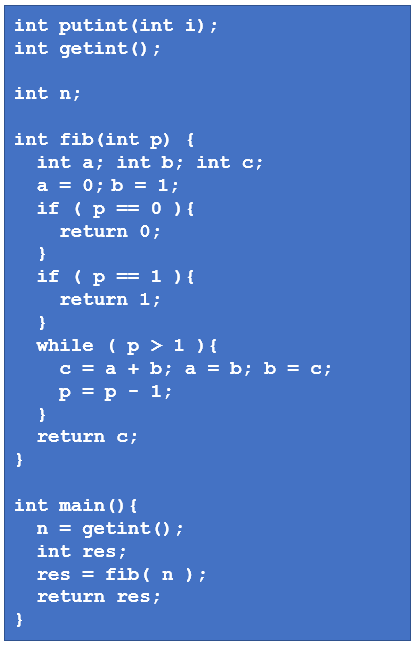 int putint(int i);
int getint();

int n;

int fib(int p) {
  int a; int b; int c;
  a = 0; b = 1;
  if ( p == 0 ){
    return 0;
  }
  if ( p == 1 ){
    return 1;
  }
  while ( p > 1 ){
    c = a + b; a = b; b = c;
    p = p - 1;
  }
  return c;
}

int main(){
  n = getint();
  int res;
  res = fib( n );
  return res;
}